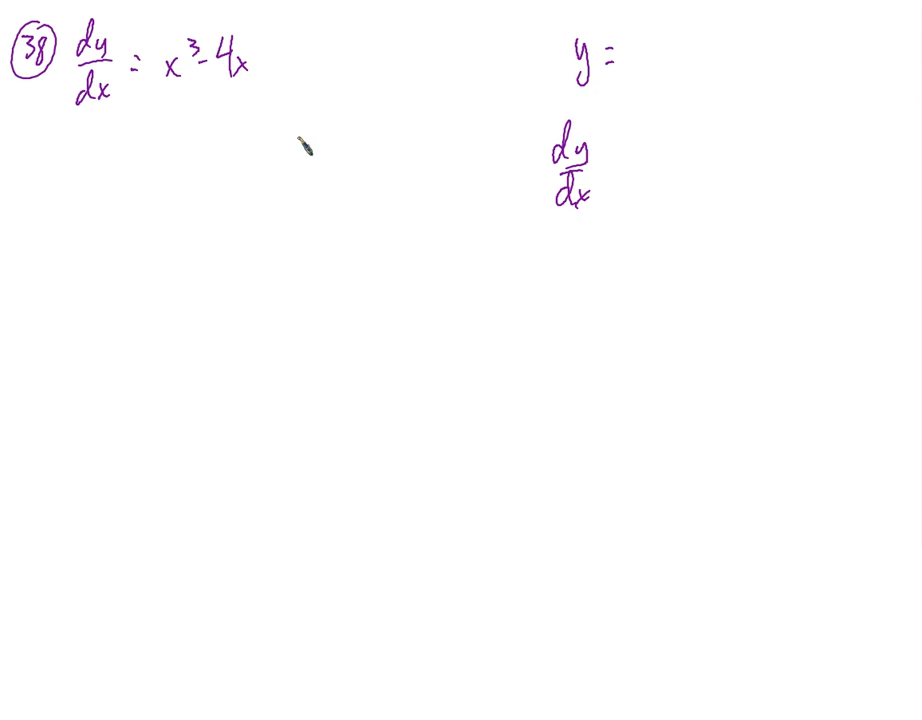 38 dy/dx = x³ - 4x
y =
dy/dx